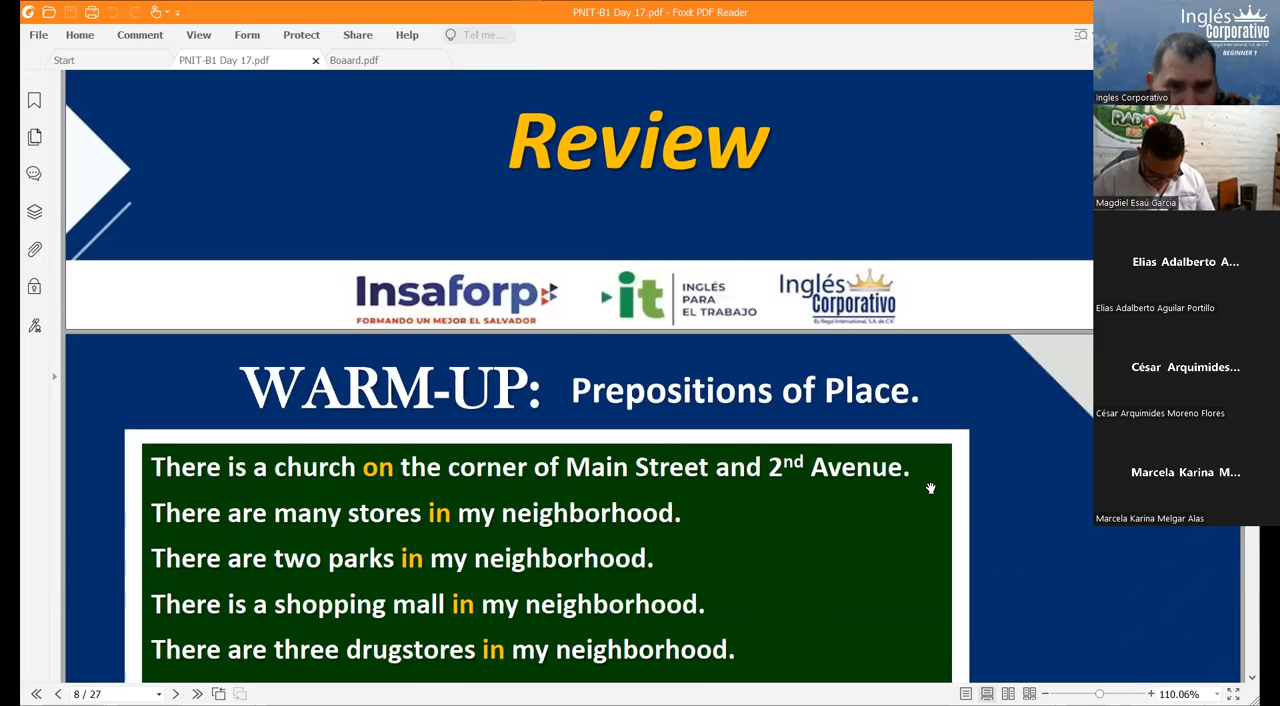 PNIT-B1 Day 17.pdf - Foxit PDF Reader
File Home Comment View Form Protect Share Help Tell me...
Start PNIT-B1 Day 17.pdf Boaard.pdf
Review
Insaforp
FORMANDO UN MEJOR EL SALVADOR
it
INGLÉS
PARA
EL TRABAJO
Inglés
Corporativo
By Regal International, S.A. de C.V.
WARM-UP: Prepositions of Place.
There is a church on the corner of Main Street and 2nd Avenue.
There are many stores in my neighborhood.
There are two parks in my neighborhood.
There is a shopping mall in my neighborhood.
There are three drugstores in my neighborhood.
8 / 27
110.06%
Inglés
Corporativo
BEGINNER 1
Ingles Corporativo
RADIO
Magdiel Esaú Garcia
Elias Adalberto A...
Elias Adalberto Aguilar Portillo
César Arquimides...
César Arquimides Moreno Flores
Marcela Karina M...
Marcela Karina Melgar Alas